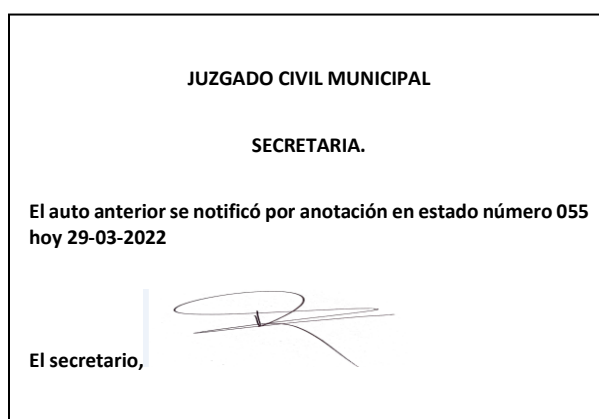 JUZGADO CIVIL MUNICIPAL
SECRETARIA.
El auto anterior se notificó por anotación en estado número 055
hoy 29-03-2022
El secretario,